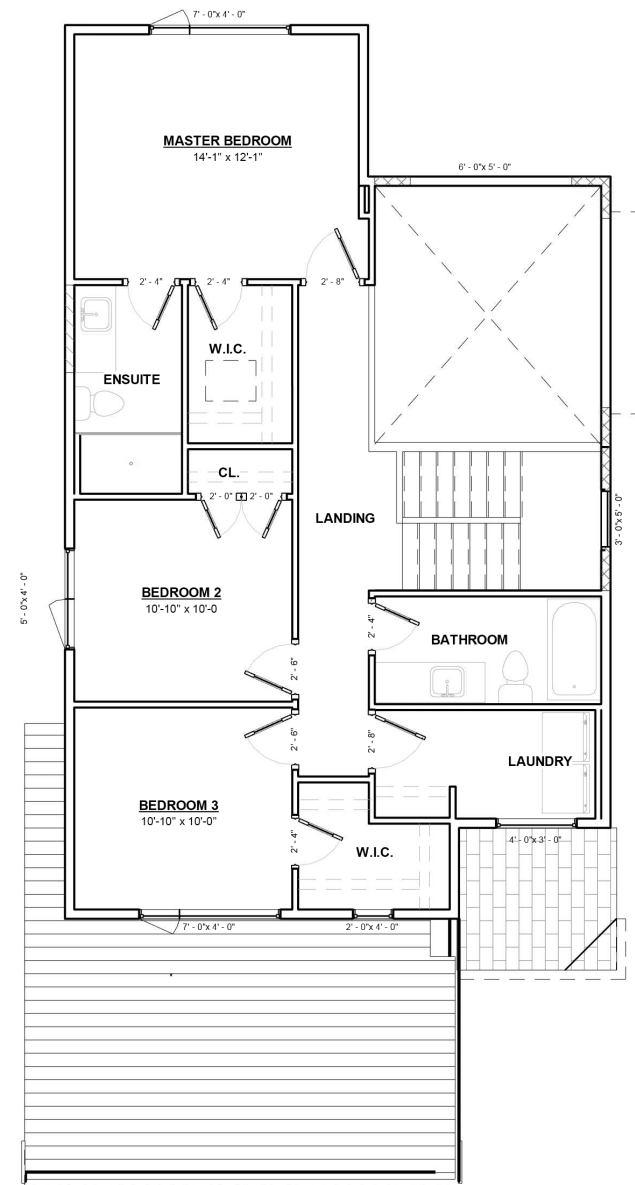 7' - 0"x 4' - 0"
MASTER BEDROOM
14'-1" x 12'-1"
6' - 0"x 5' - 0"
2' - 4"
2' - 4"
2' - 8"
W.I.C.
ENSUITE
CL.
2' - 0"
2' - 0"
LANDING
3' - 0"x 5' - 0"
5' - 0"x 4' - 0"
BEDROOM 2
10'-10" x 10'-0
2' - 4"
BATHROOM
2' - 6"
2' - 6"
2' - 8"
LAUNDRY
BEDROOM 3
10'-10" x 10'-0"
2' - 4"
W.I.C.
4' - 0"x 3' - 0"
7' - 0"x 4' - 0"
2' - 0"x 4' - 0"